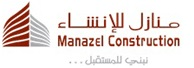 منازل للإنشاء
Manazel Construction
نبني للمستقبل ...